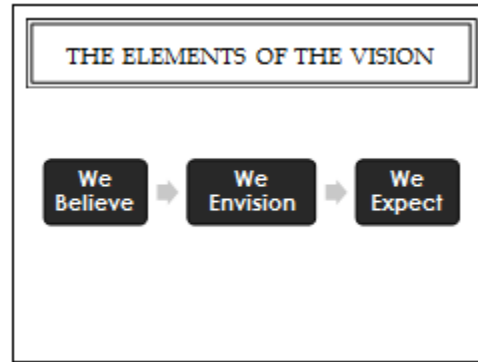 THE ELEMENTS OF THE VISION
We
Believe
We
Envision
We
Expect